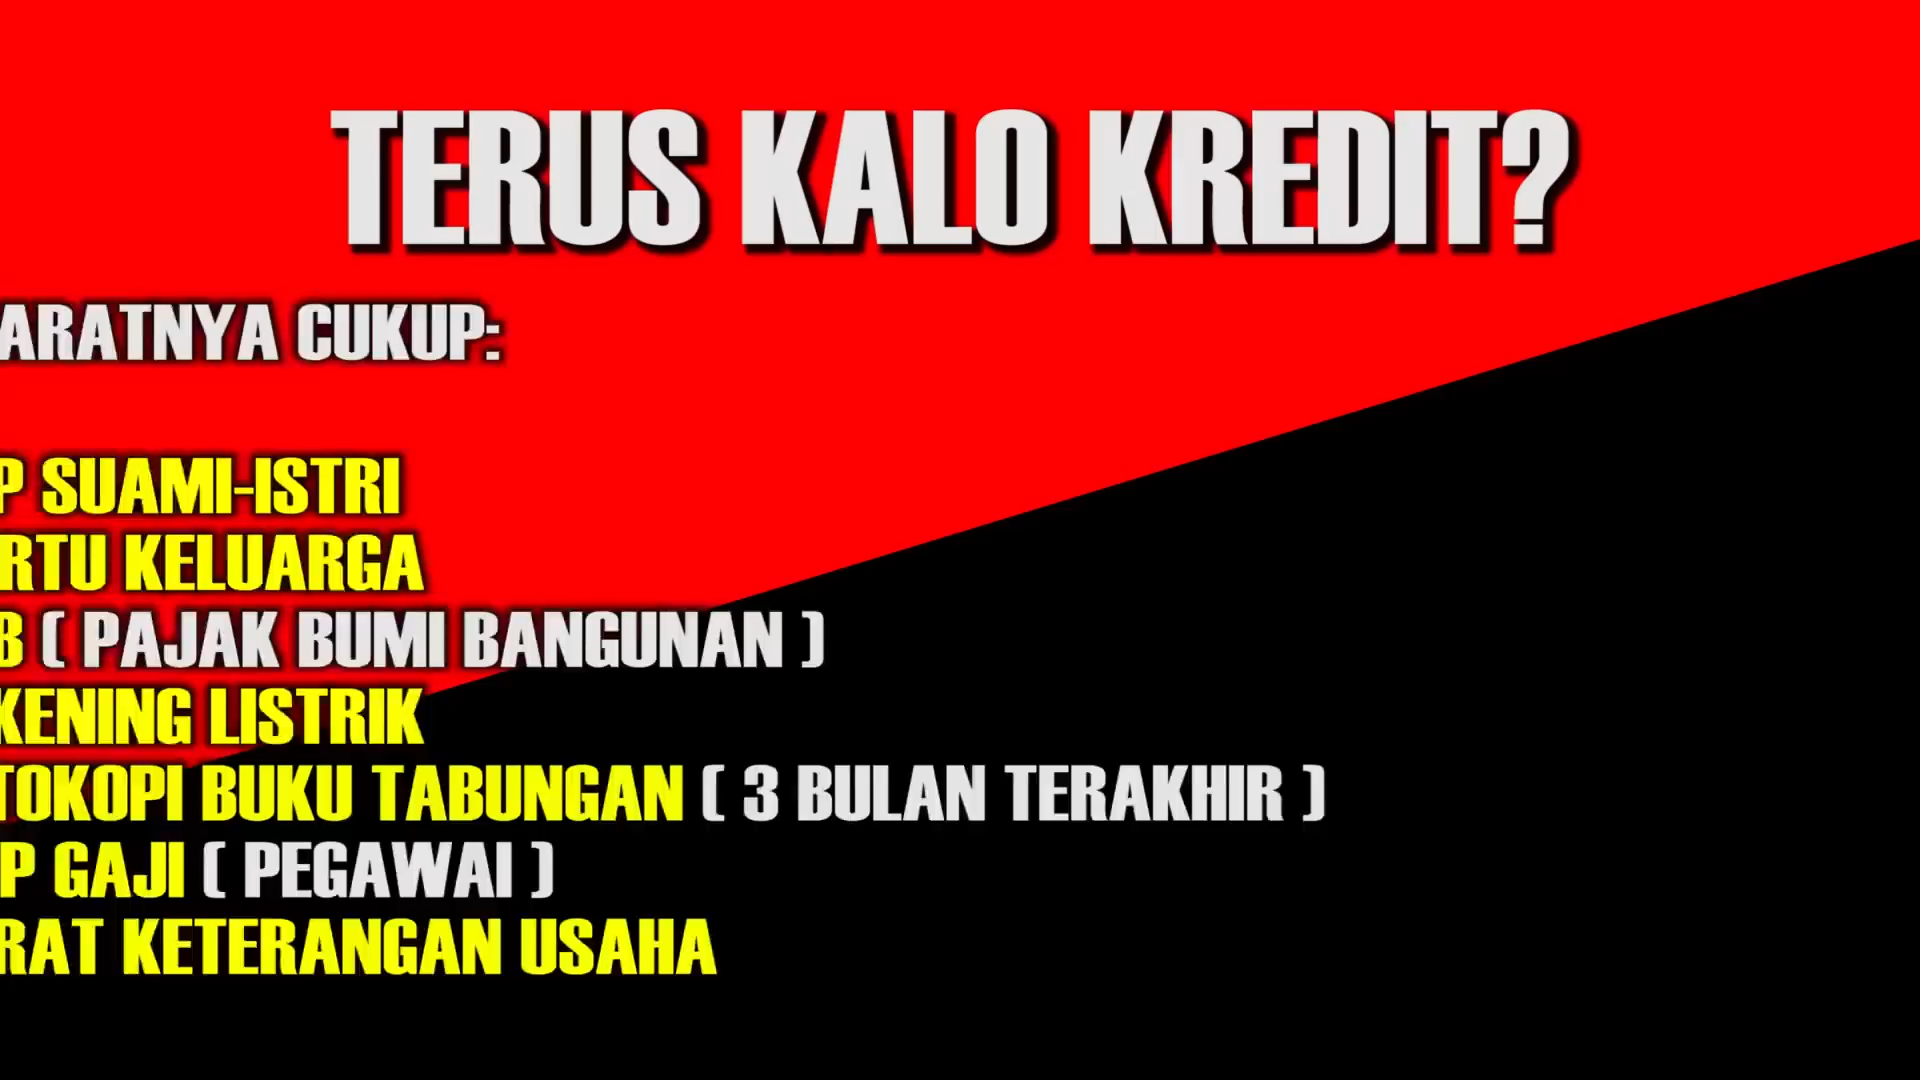 TERUS KALO KREDIT?
ARATNYA CUKUP:
P SUAMI-ISTRI
RTU KELUARGA
B ( PAJAK BUMI BANGUNAN )
KENING LISTRIK
TOKOPI BUKU TABUNGAN ( 3 BULAN TERAKHIR )
P GAJI ( PEGAWAI )
RAT KETERANGAN USAHA